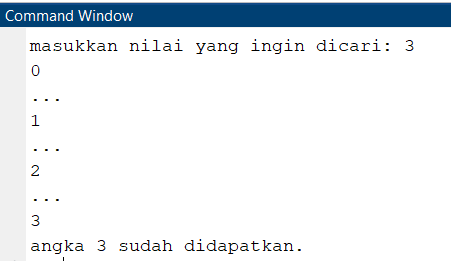 Command Window
masukkan nilai yang ingin dicari: 3
0
...
1
...
2
...
3
angka 3 sudah didapatkan.